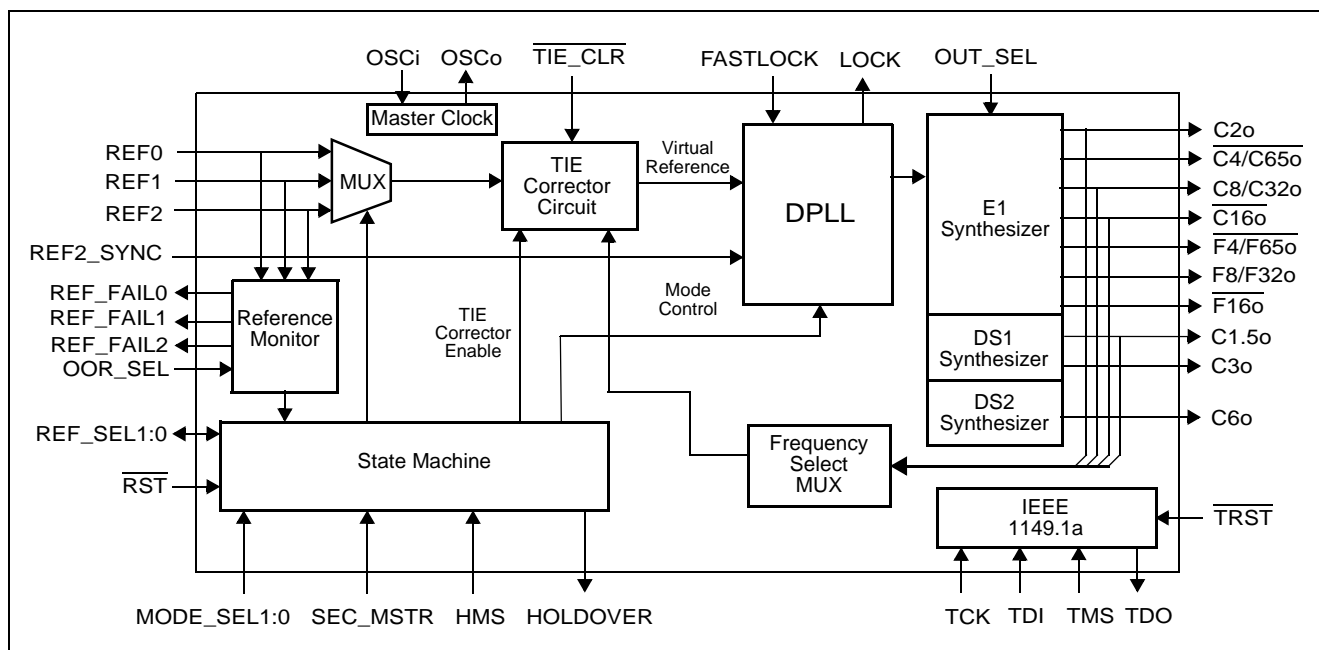 OSCi
OSCo
TIE_CLR
FASTLOCK
LOCK
OUT_SEL
Master Clock
REF0
REF1
REF2
REF2_SYNC
MUX
TIE
Corrector
Circuit
Virtual
Reference
DPLL
E1
Synthesizer
DS1
Synthesizer
DS2
Synthesizer
C2o
C4/C65o
C8/C32o
C16o
F4/F65o
F8/F32o
F16o
C1.5o
C3o
C6o
REF_FAIL0
REF_FAIL1
REF_FAIL2
OOR_SEL
Reference
Monitor
TIE
Corrector
Enable
Mode
Control
REF_SEL1:0
RST
State Machine
Frequency
Select
MUX
IEEE
1149.1a
TRST
MODE_SEL1:0
SEC_MSTR
HMS
HOLDOVER
TCK
TDI
TMS
TDO